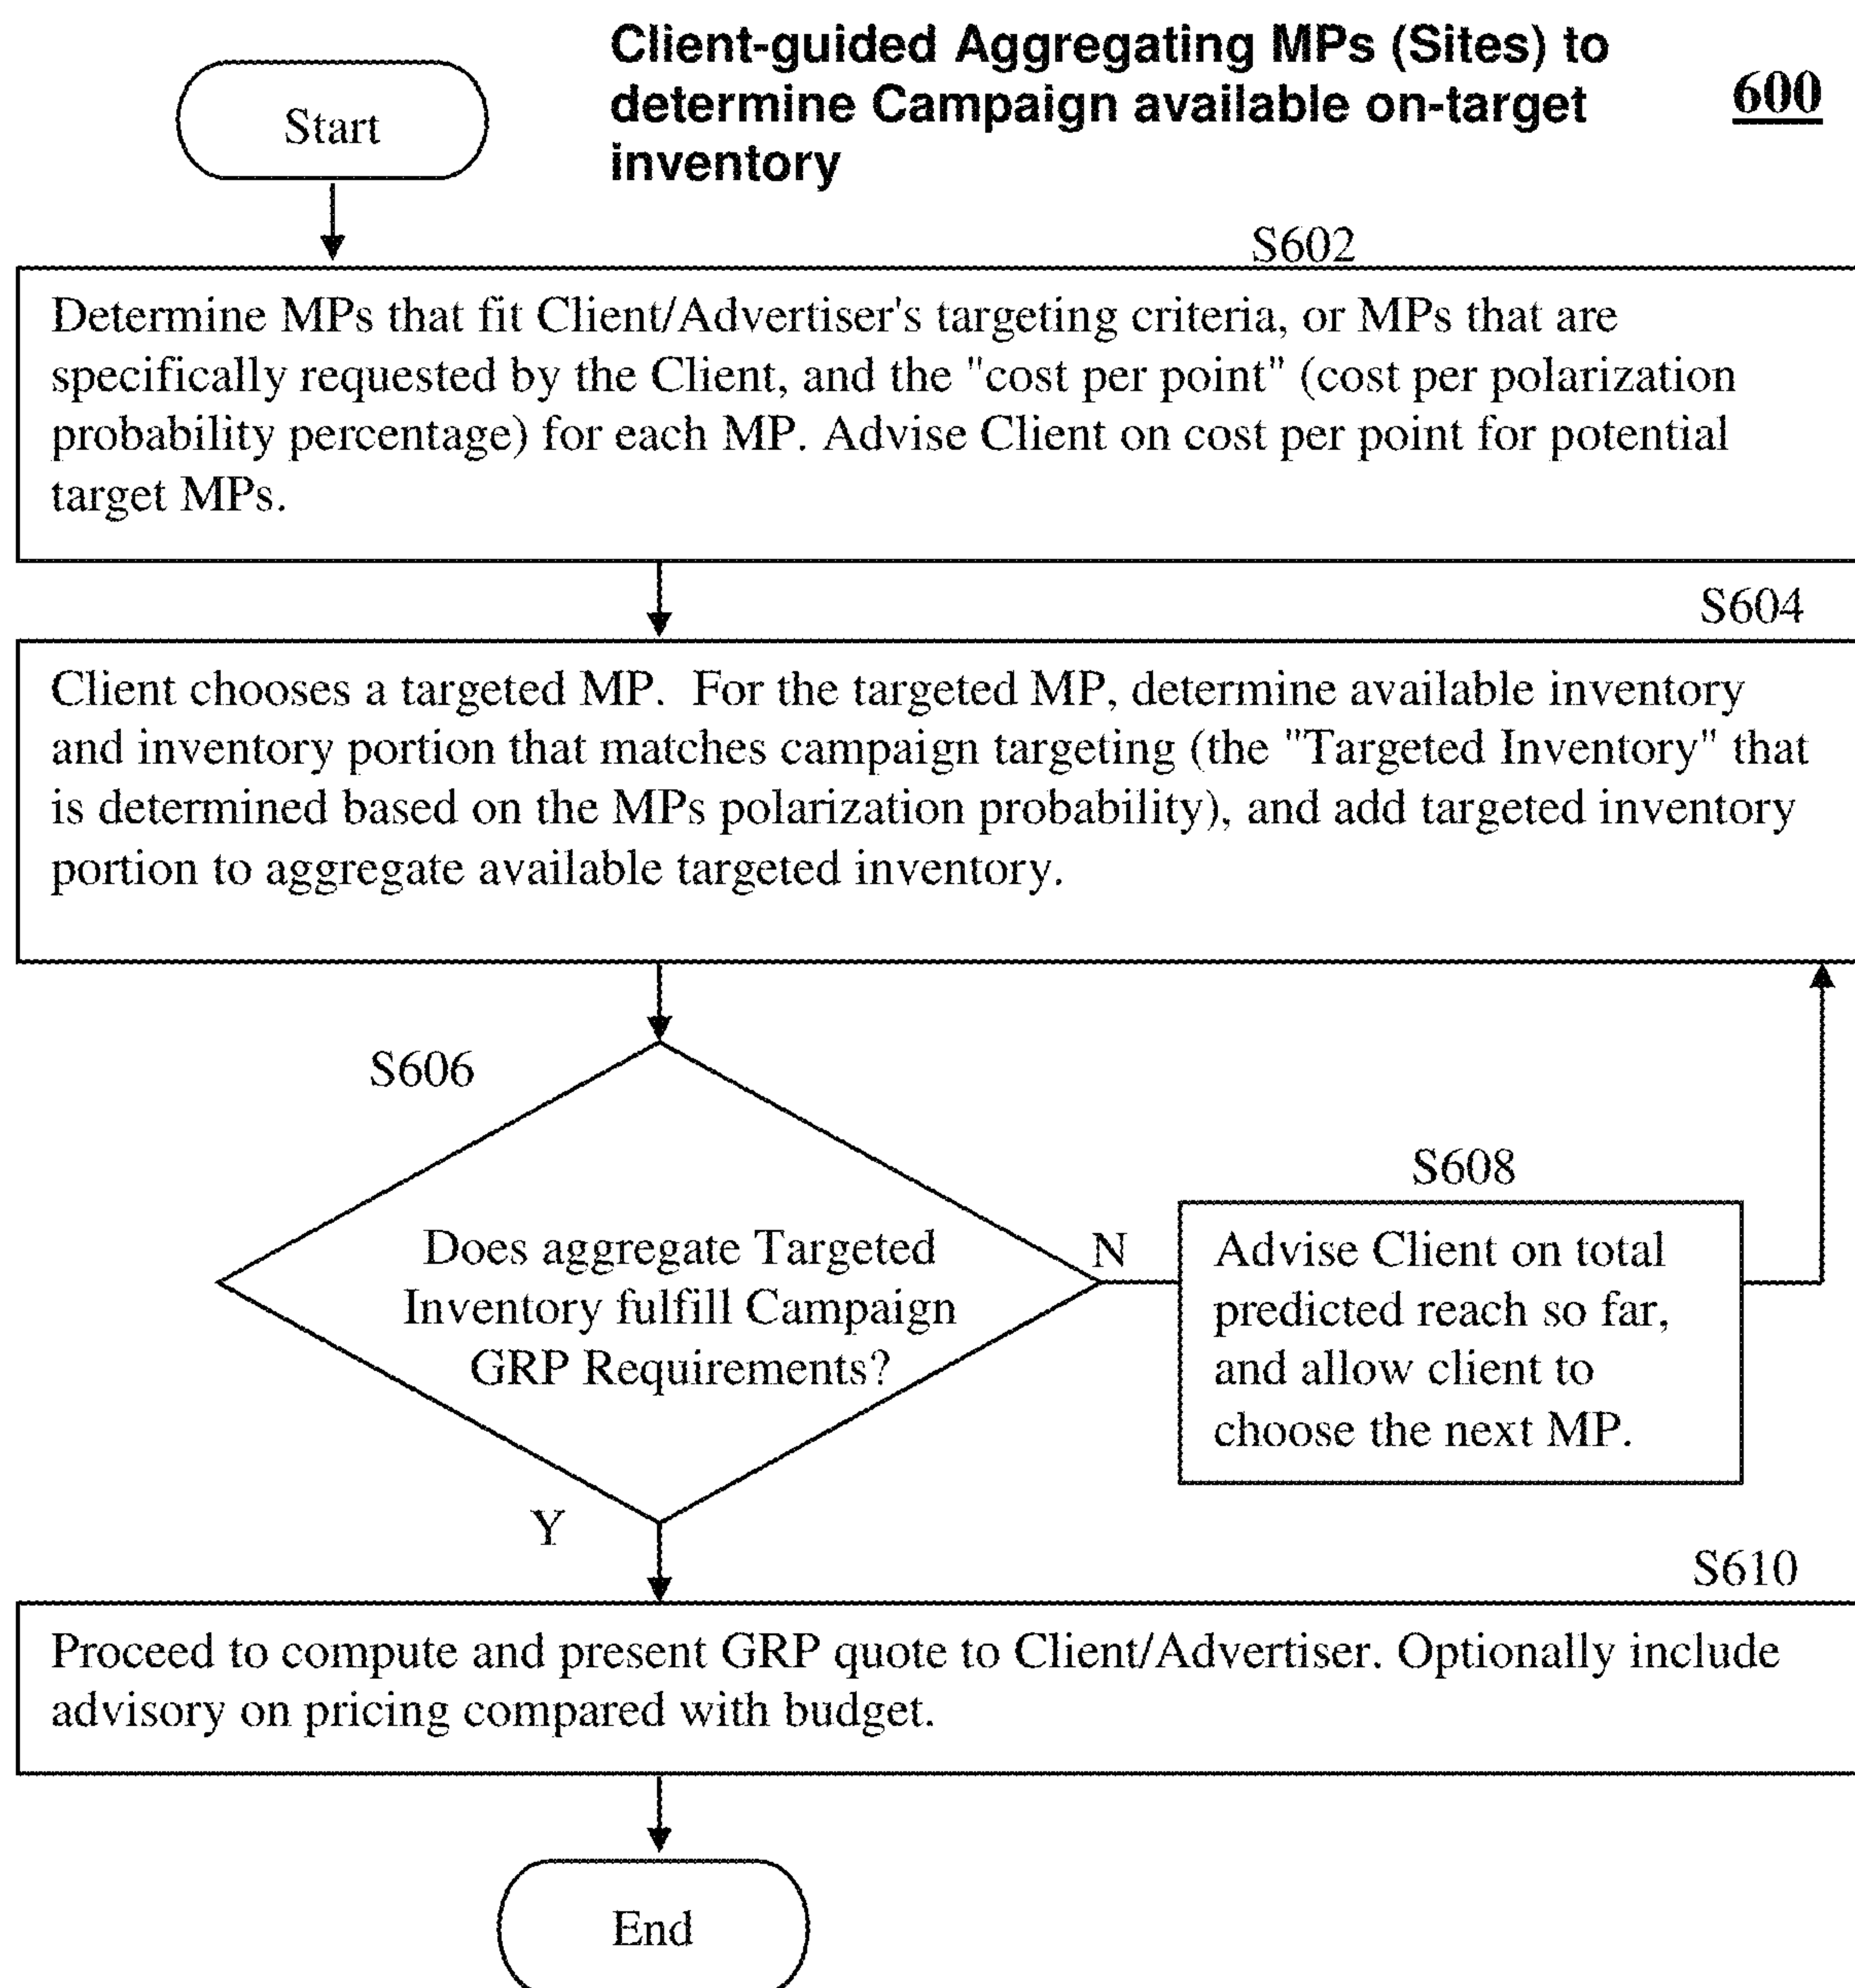 Client-guided Aggregating MPs (Sites) to
determine Campaign available on-target
inventory
600
Start
S602
Determine MPs that fit Client/Advertiser's targeting criteria, or MPs that are
specifically requested by the Client, and the "cost per point" (cost per polarization
probability percentage) for each MP. Advise Client on cost per point for potential
target MPs.
S604
Client chooses a targeted MP.  For the targeted MP, determine available inventory
and inventory portion that matches campaign targeting (the "Targeted Inventory" that
is determined based on the MPs polarization probability), and add targeted inventory
portion to aggregate available targeted inventory.
S606
Does aggregate Targeted
Inventory fulfill Campaign
GRP Requirements?
N
S608
Advise Client on total
predicted reach so far,
and allow client to
choose the next MP.
Y
S610
Proceed to compute and present GRP quote to Client/Advertiser. Optionally include
advisory on pricing compared with budget.
End